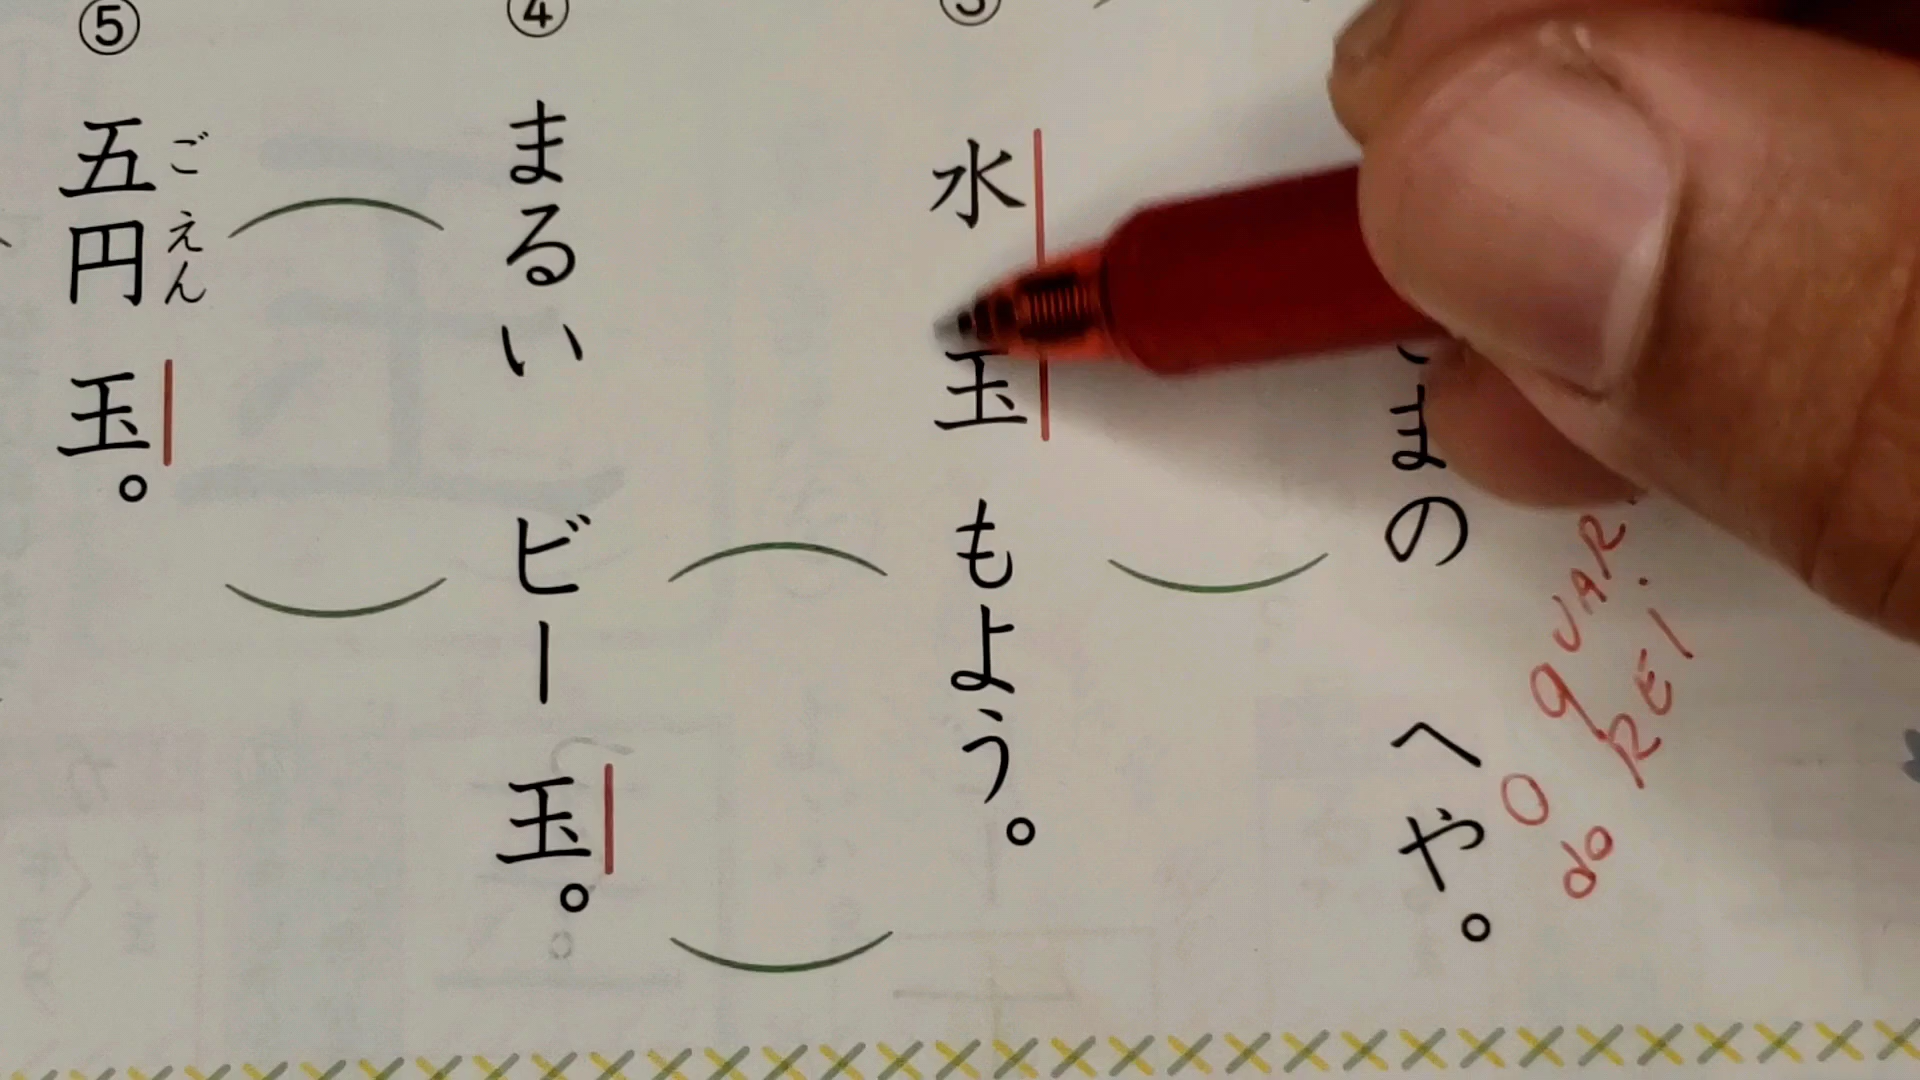 まの へや。
QUAR
O REI
do
③ 水玉 もよう。
④ まるい ビー玉。
⑤ 五円玉。
ごえん